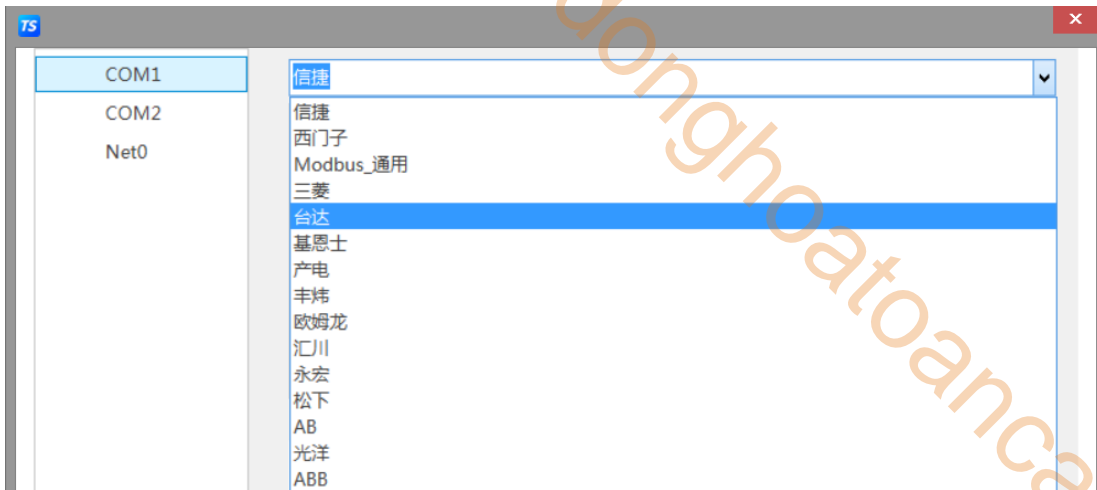 TS
COM1
COM2
Net0
信捷
信捷
西门子
Modbus_通用
三菱
台达
基恩士
产电
丰炜
欧姆龙
汇川
永宏
松下
AB
光洋
ABB
donghoatoanca